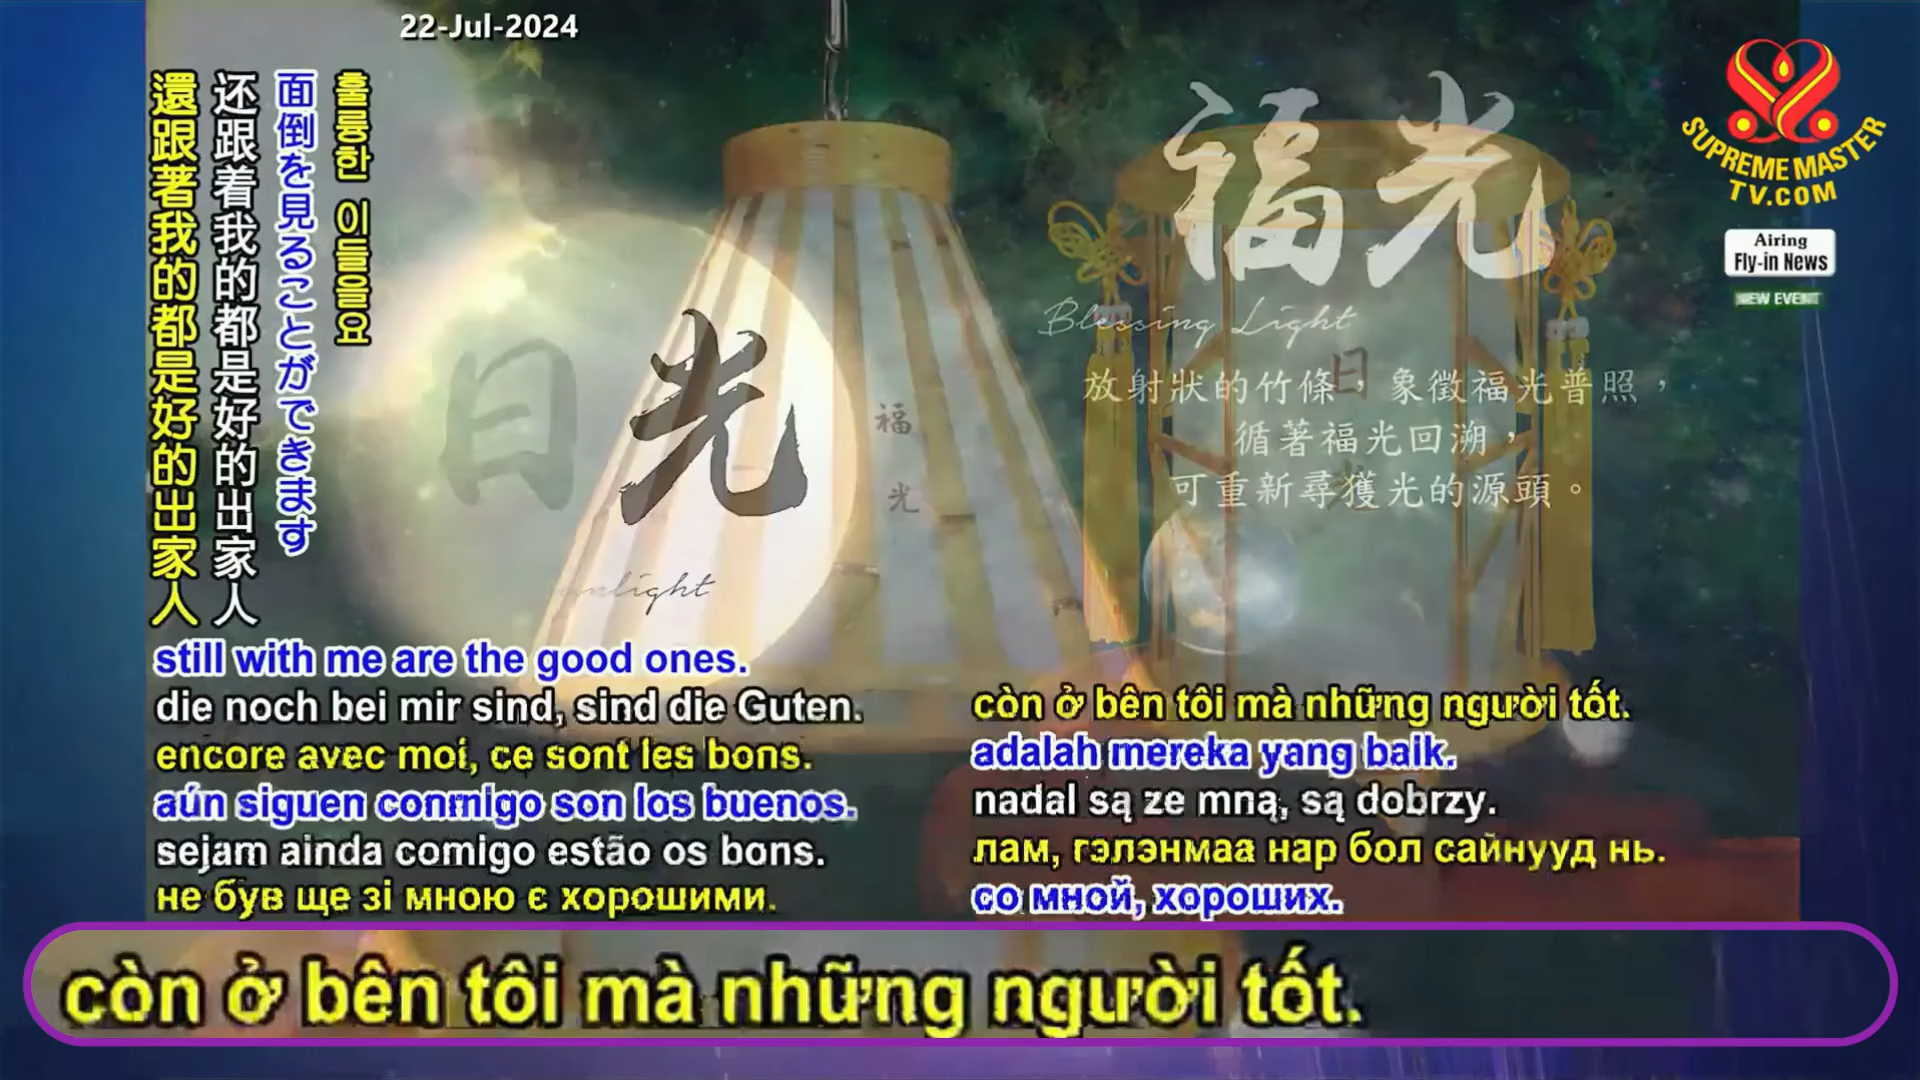 22-Jul-2024
還跟著我的都是好的出家人
还跟着我的都是好的出家人
面倒を見ることができます
훌륭한 이들을요
SUPREME MASTER
TV.COM
Airing
Fly-in News
NEW EVENT
福光
Blessing Light
放射狀的竹條，象徵福光普照，
循著福光回溯，
可重新尋獲光的源頭。
日光
福光
日
still with me are the good ones.
die noch bei mir sind, sind die Guten.
encore avec moi, ce sont les bons.
aún siguen conmigo son los buenos.
sejam ainda comigo estão os bons.
не був ще зі мною є хорошими.
còn ở bên tôi mà những người tốt.
adalah mereka yang baik.
nadal są ze mną, są dobrzy.
лам, гэлэнмаа нар бол сайнууд нь.
со мной, хороших.
còn ở bên tôi mà những người tốt.